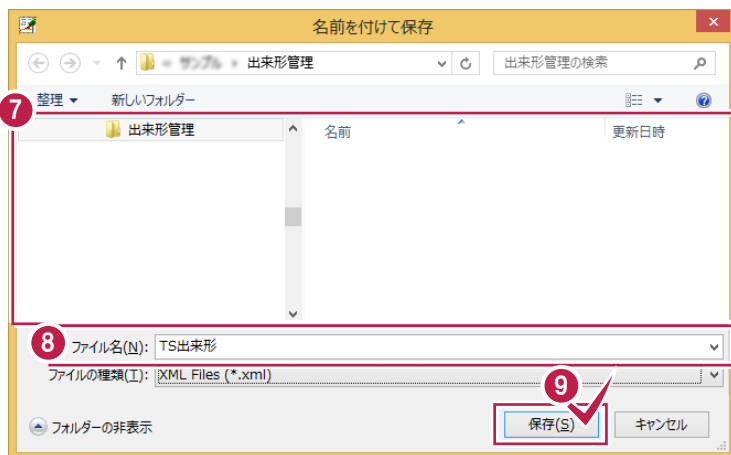 名前を付けて保存
出来形管理
出来形管理の検索
整理 新しいフォルダー
7
出来形管理 名前 更新日時
8 ファイル名(N): TS出来形
ファイルの種類(T): XML Files (*.xml)
9
フォルダーの非表示 保存(S) キャンセル